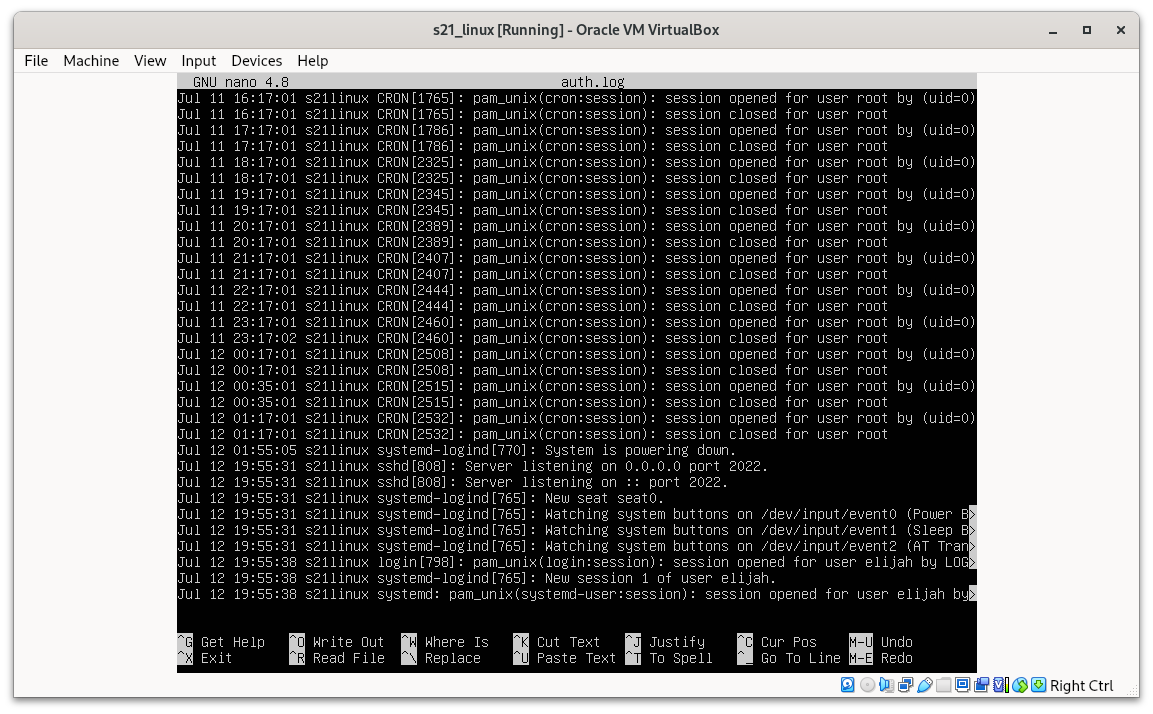 s21_linux [Running] - Oracle VM VirtualBox
File Machine View Input Devices Help
GNU nano 4.8 auth.log
Jul 11 16:17:01 s21linux CRON[1765]: pam_unix(cron:session): session opened for user root by (uid=0)
Jul 11 16:17:01 s21linux CRON[1765]: pam_unix(cron:session): session closed for user root
Jul 11 17:17:01 s21linux CRON[1786]: pam_unix(cron:session): session opened for user root by (uid=0)
Jul 11 17:17:01 s21linux CRON[1786]: pam_unix(cron:session): session closed for user root
Jul 11 18:17:01 s21linux CRON[2325]: pam_unix(cron:session): session opened for user root by (uid=0)
Jul 11 18:17:01 s21linux CRON[2325]: pam_unix(cron:session): session closed for user root
Jul 11 19:17:01 s21linux CRON[2345]: pam_unix(cron:session): session opened for user root by (uid=0)
Jul 11 19:17:01 s21linux CRON[2345]: pam_unix(cron:session): session closed for user root
Jul 11 20:17:01 s21linux CRON[2389]: pam_unix(cron:session): session opened for user root by (uid=0)
Jul 11 20:17:01 s21linux CRON[2389]: pam_unix(cron:session): session closed for user root
Jul 11 21:17:01 s21linux CRON[2407]: pam_unix(cron:session): session opened for user root by (uid=0)
Jul 11 21:17:01 s21linux CRON[2407]: pam_unix(cron:session): session closed for user root
Jul 11 22:17:01 s21linux CRON[2444]: pam_unix(cron:session): session opened for user root by (uid=0)
Jul 11 22:17:01 s21linux CRON[2444]: pam_unix(cron:session): session closed for user root
Jul 11 23:17:01 s21linux CRON[2460]: pam_unix(cron:session): session opened for user root by (uid=0)
Jul 11 23:17:02 s21linux CRON[2460]: pam_unix(cron:session): session closed for user root
Jul 12 00:17:01 s21linux CRON[2508]: pam_unix(cron:session): session opened for user root by (uid=0)
Jul 12 00:17:01 s21linux CRON[2508]: pam_unix(cron:session): session closed for user root
Jul 12 00:35:01 s21linux CRON[2515]: pam_unix(cron:session): session opened for user root by (uid=0)
Jul 12 00:35:01 s21linux CRON[2515]: pam_unix(cron:session): session closed for user root
Jul 12 01:17:01 s21linux CRON[2532]: pam_unix(cron:session): session opened for user root by (uid=0)
Jul 12 01:17:01 s21linux CRON[2532]: pam_unix(cron:session): session closed for user root
Jul 12 01:55:05 s21linux systemd-logind[770]: System is powering down.
Jul 12 19:55:31 s21linux sshd[808]: Server listening on 0.0.0.0 port 2022.
Jul 12 19:55:31 s21linux sshd[808]: Server listening on :: port 2022.
Jul 12 19:55:31 s21linux systemd-logind[765]: New seat seat0.
Jul 12 19:55:31 s21linux systemd-logind[765]: Watching system buttons on /dev/input/event0 (Power B>
Jul 12 19:55:31 s21linux systemd-logind[765]: Watching system buttons on /dev/input/event1 (Sleep B>
Jul 12 19:55:31 s21linux systemd-logind[765]: Watching system buttons on /dev/input/event2 (AT Tran>
Jul 12 19:55:38 s21linux login[798]: pam_unix(login:session): session opened for user elijah by LOG>
Jul 12 19:55:38 s21linux systemd-logind[765]: New session 1 of user elijah.
Jul 12 19:55:38 s21linux systemd: pam_unix(systemd-user:session): session opened for user elijah by>
^G Get Help ^O Write Out ^W Where Is ^K Cut Text ^J Justify ^C Cur Pos M-U Undo
^X Exit ^R Read File ^\ Replace ^U Paste Text ^T To Spell ^_ Go To Line M-E Redo
Right Ctrl